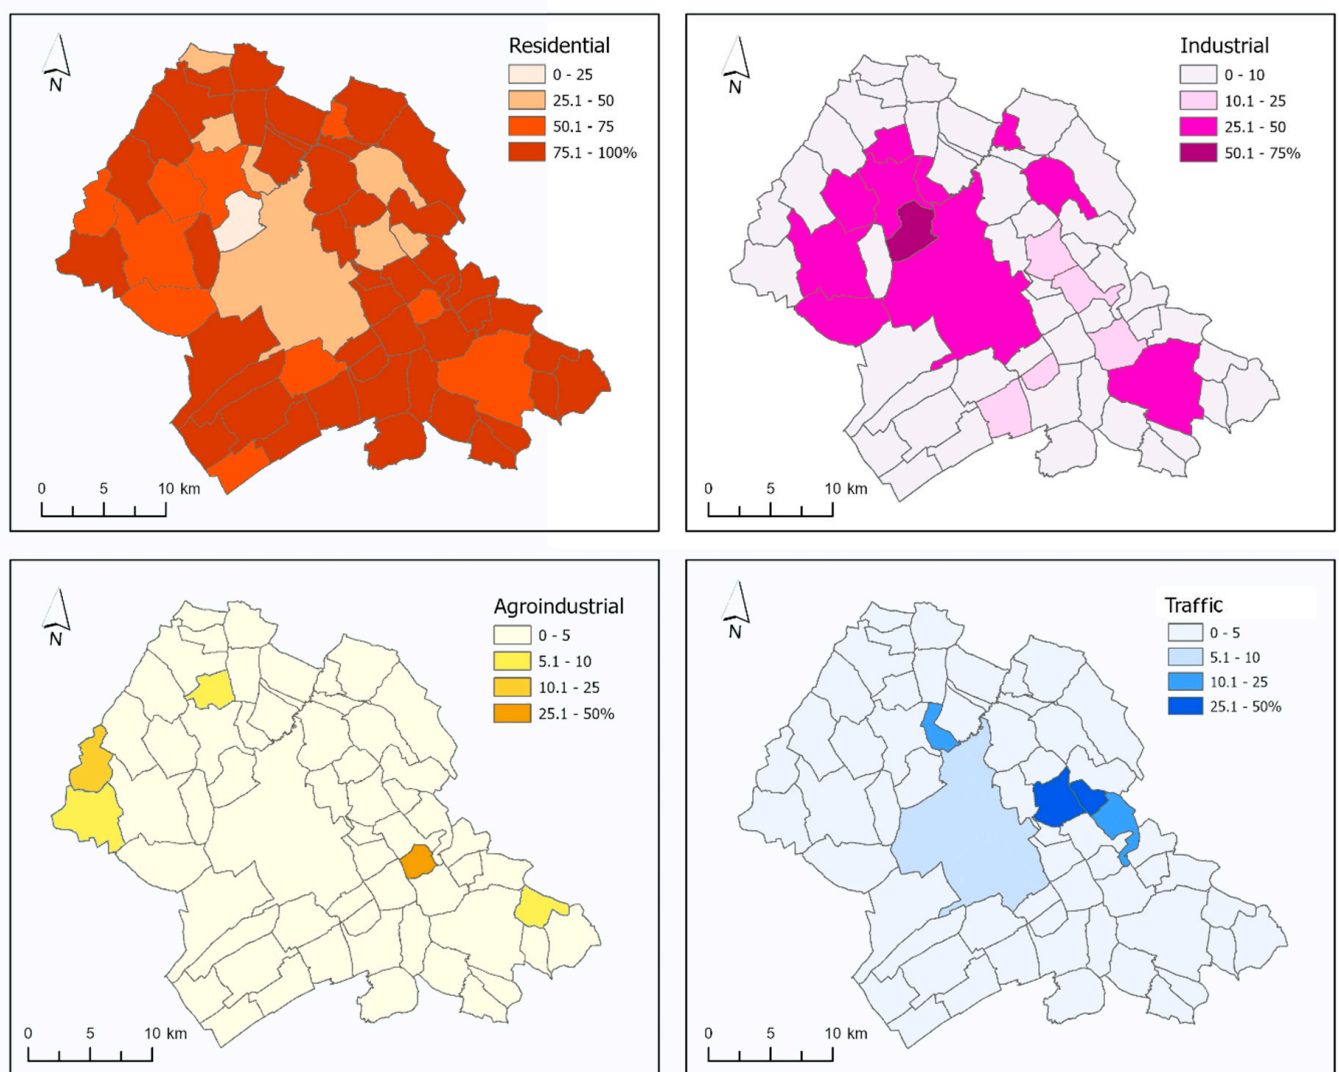 N
Residential
0 - 25
25.1 - 50
50.1 - 75
75.1 - 100%
0 5 10 km
N
Industrial
0 - 10
10.1 - 25
25.1 - 50
50.1 - 75%
0 5 10 km
N
Agroindustrial
0 - 5
5.1 - 10
10.1 - 25
25.1 - 50%
0 5 10 km
N
Traffic
0 - 5
5.1 - 10
10.1 - 25
25.1 - 50%
0 5 10 km